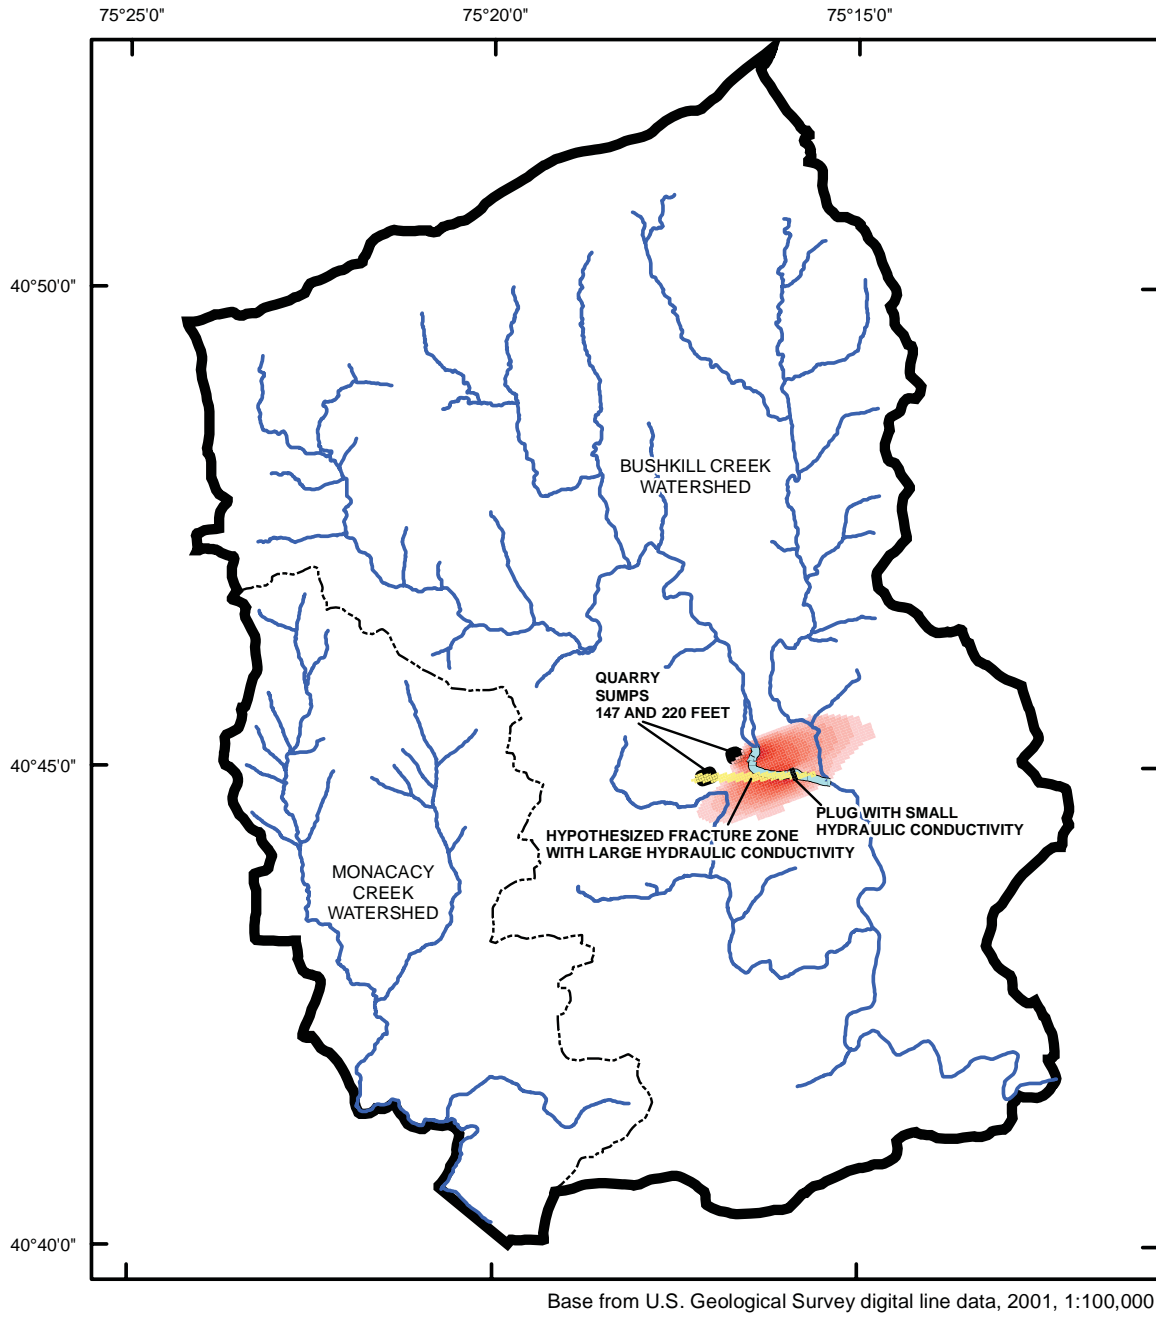 75°25'0"
75°20'0"
75°15'0"
40°50'0"
BUSHKILL CREEK
WATERSHED
QUARRY
SUMPS
147 AND 220 FEET
40°45'0"
PLUG WITH SMALL
HYDRAULIC CONDUCTIVITY
HYPOTHESIZED FRACTURE ZONE
WITH LARGE HYDRAULIC CONDUCTIVITY
MONACACY
CREEK
WATERSHED
40°40'0"
Base from U.S. Geological Survey digital line data, 2001, 1:100,000